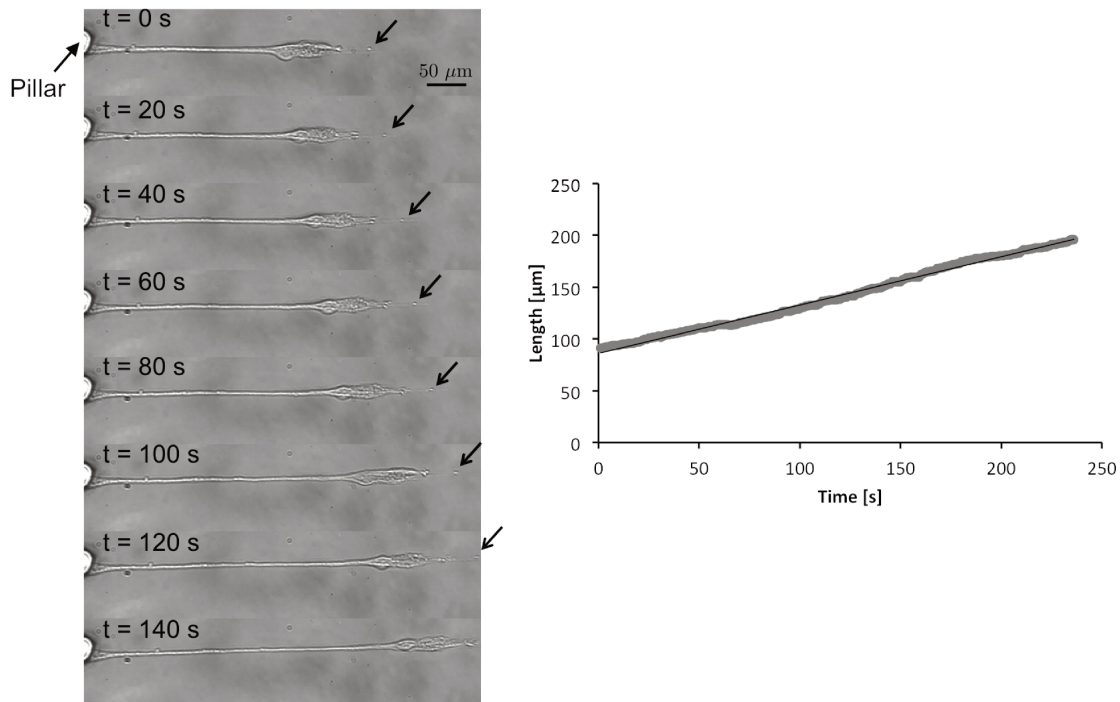 t = 0 s
Pillar
50 μm
t = 20 s
t = 40 s
t = 60 s
t = 80 s
t = 100 s
t = 120 s
t = 140 s
250
200
150
100
50
0
Length [µm]
0 50 100 150 200 250
Time [s]